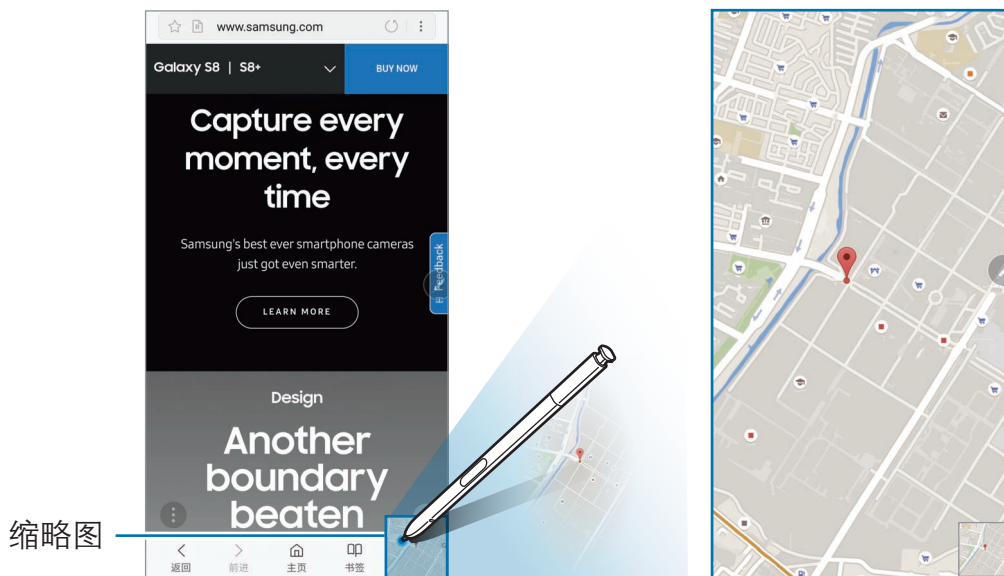 www.samsung.com
Galaxy S8 | S8+
BUY NOW
Capture every
moment, every
time
Samsung's best ever smartphone cameras
just got even smarter.
LEARN MORE
Feedback
Design
Another
boundary
beaten
缩略图
返回 前进 主页 书签